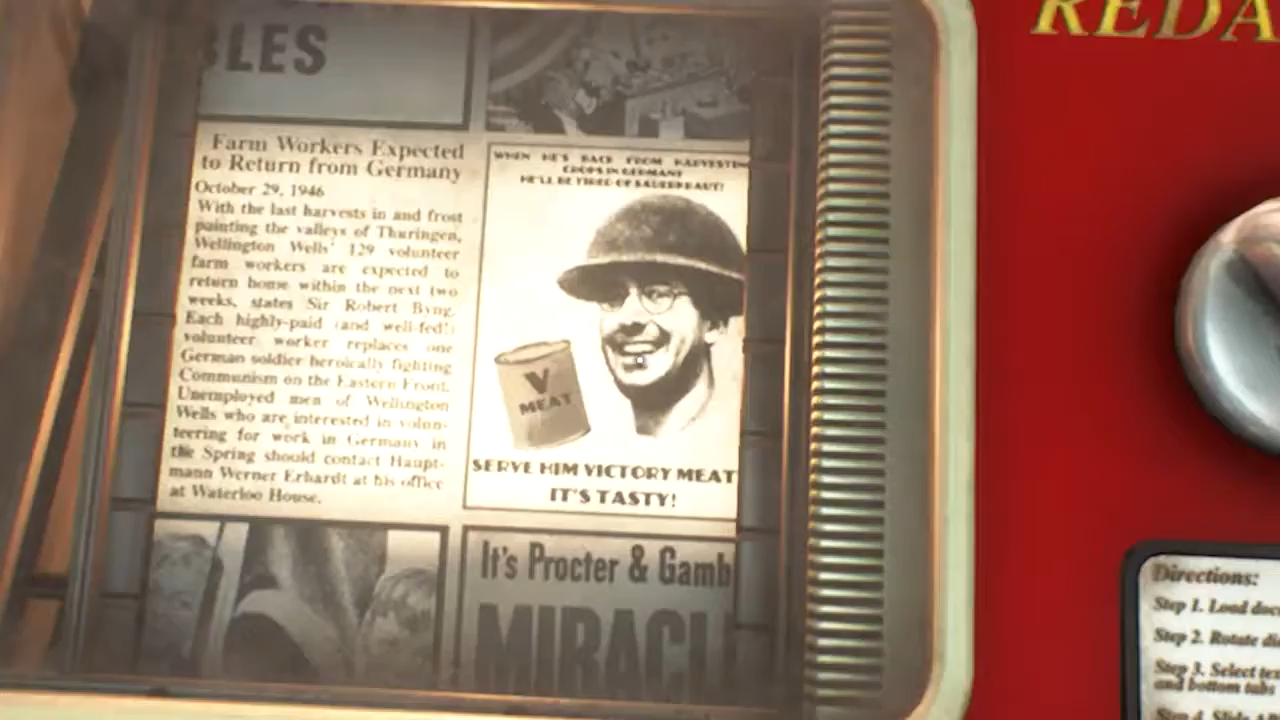 BLES
Farm Workers Expected
to Return from Germany
October 29, 1946
With the last harvests in and frost
painting the valleys of Thuringen,
Wellington Wells' 129 volunteer
farm workers are expected to
return home within the next two
weeks, states Sir Robert Byng.
Each highly-paid (and well-fed!)
volunteer worker replaces one
German soldier heroically fighting
Communism on the Eastern Front.
Unemployed men of Wellington
Wells who are interested in volun-
teering for work in Germany in
the Spring should contact Haupt-
mann Werner Erhardt at his office
at Waterloo House.
WHEN HE'S BACK FROM HARVESTIN
CROPS IN GERMANY
HE'LL BE TIRED OF SAUERKRAUT!
V
MEAT
SERVE HIM VICTORY MEAT
IT'S TASTY!
It's Procter & Gamb
MIRACL
REDA
Directions:
Step 1. Load doc
Step 2. Rotate di
Step 3. Select tex
and bottom tabs